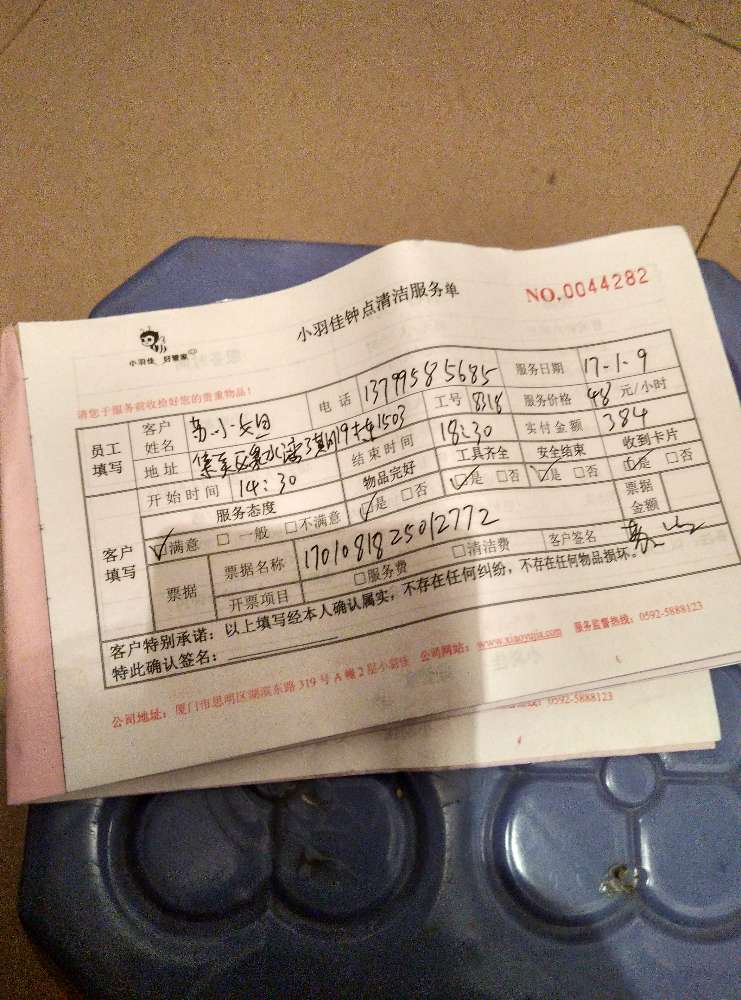 小羽佳钟点清洁服务单
NO.0044282
小羽佳 好管家
请您于服务前收检好您的贵重物品!
员工填写 客户姓名 苏小姐 电话 13799585685 服务日期 17-1-9
地址 工号 8318 服务价格 48 元/小时
开始时间 14:30 结束时间 18:30 实付金额 384
客户填写 服务态度 物品完好 工具齐全 安全结束 收到卡片
☑满意 □一般 □不满意 ☑是 □否 ☑是 □否 ☑是 □否 ☑是 □否
票据 票据名称 1701081825012772 票据金额
开票项目 □服务费 □清洁费 客户签名
客户特别承诺:以上填写经本人确认属实,不存在任何纠纷,不存在任何物品损坏。
特此确认签名:
公司地址:厦门市思明区湖滨东路319号A幢2层小羽佳 公司网站:www.xiaoyujia.com 服务监督热线:0592-5888123
0592-5888123